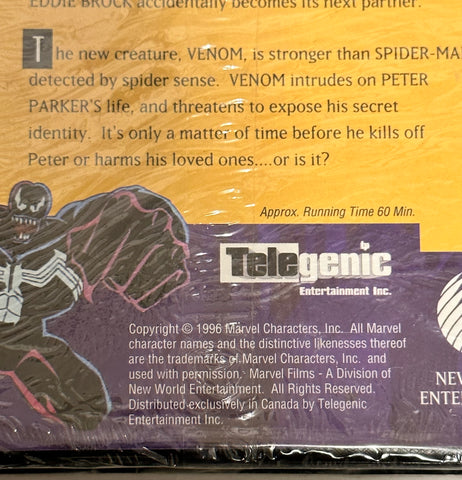 EDDIE BROCK accidentally becomes its next partner.
The new creature, VENOM, is stronger than SPIDER-MA
detected by spider sense. VENOM intrudes on PETER
PARKER'S life, and threatens to expose his secret
identity. It's only a matter of time before he kills off
Peter or harms his loved ones....or is it?
Approx. Running Time 60 Min.
Telegenic
Entertainment Inc.
Copyright © 1996 Marvel Characters, Inc. All Marvel
character names and the distinctive likenesses thereof
are the trademarks of Marvel Characters, Inc. and
used with permission. Marvel Films - A Division of
New World Entertainment. All Rights Reserved.
Distributed exclusively in Canada by Telegenic
Entertainment Inc.
NEW
ENTE